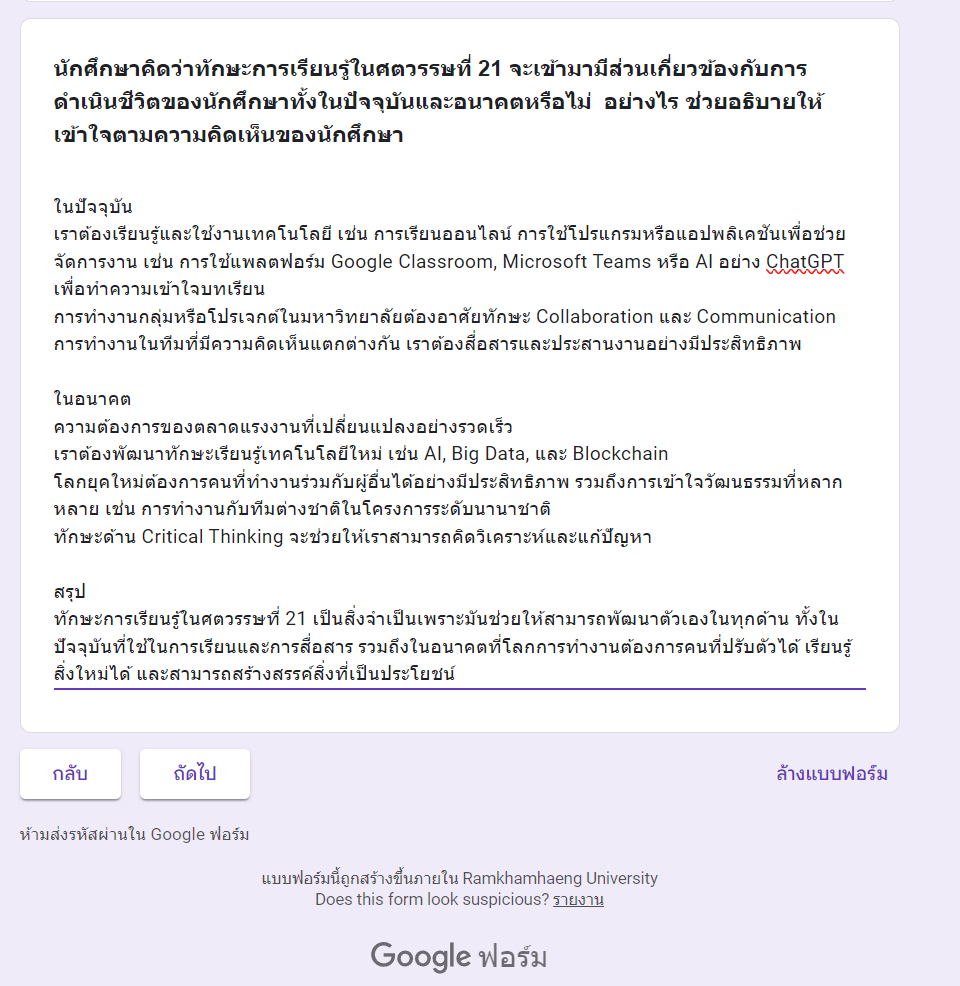 นักศึกษาคิดว่าทักษะการเรียนรู้ในศตวรรษที่ 21 จะเข้ามามีส่วนเกี่ยวข้องกับการ
ดำเนินชีวิตของนักศึกษาทั้งในปัจจุบันและอนาคตหรือไม่  อย่างไร ช่วยอธิบายให้
เข้าใจตามความคิดเห็นของนักศึกษา
ในปัจจุบัน
เราต้องเรียนรู้และใช้งานเทคโนโลยี เช่น การเรียนออนไลน์ การใช้โปรแกรมหรือแอปพลิเคชันเพื่อช่วย
จัดการงาน เช่น การใช้แพลตฟอร์ม Google Classroom, Microsoft Teams หรือ AI อย่าง ChatGPT
เพื่อทำความเข้าใจบทเรียน
การทำงานกลุ่มหรือโปรเจกต์ในมหาวิทยาลัยต้องอาศัยทักษะ Collaboration และ Communication
การทำงานในทีมที่มีความคิดเห็นแตกต่างกัน เราต้องสื่อสารและประสานงานอย่างมีประสิทธิภาพ
ในอนาคต
ความต้องการของตลาดแรงงานที่เปลี่ยนแปลงอย่างรวดเร็ว
เราต้องพัฒนาทักษะเรียนรู้เทคโนโลยีใหม่ เช่น AI, Big Data, และ Blockchain
โลกยุคใหม่ต้องการคนที่ทำงานร่วมกับผู้อื่นได้อย่างมีประสิทธิภาพ รวมถึงการเข้าใจวัฒนธรรมที่หลาก
หลาย เช่น การทำงานกับทีมต่างชาติในโครงการระดับนานาชาติ
ทักษะด้าน Critical Thinking จะช่วยให้เราสามารถคิดวิเคราะห์และแก้ปัญหา
สรุป
ทักษะการเรียนรู้ในศตวรรษที่ 21 เป็นสิ่งจำเป็นเพราะมันช่วยให้สามารถพัฒนาตัวเองในทุกด้าน ทั้งใน
ปัจจุบันที่ใช้ในการเรียนและการสื่อสาร รวมถึงในอนาคตที่โลกการทำงานต้องการคนที่ปรับตัวได้ เรียนรู้
สิ่งใหม่ได้ และสามารถสร้างสรรค์สิ่งที่เป็นประโยชน์
กลับ ถัดไป ล้างแบบฟอร์ม
ห้ามส่งรหัสผ่านใน Google ฟอร์ม
แบบฟอร์มนี้ถูกสร้างขึ้นภายใน Ramkhamhaeng University
Does this form look suspicious? รายงาน
Google ฟอร์ม